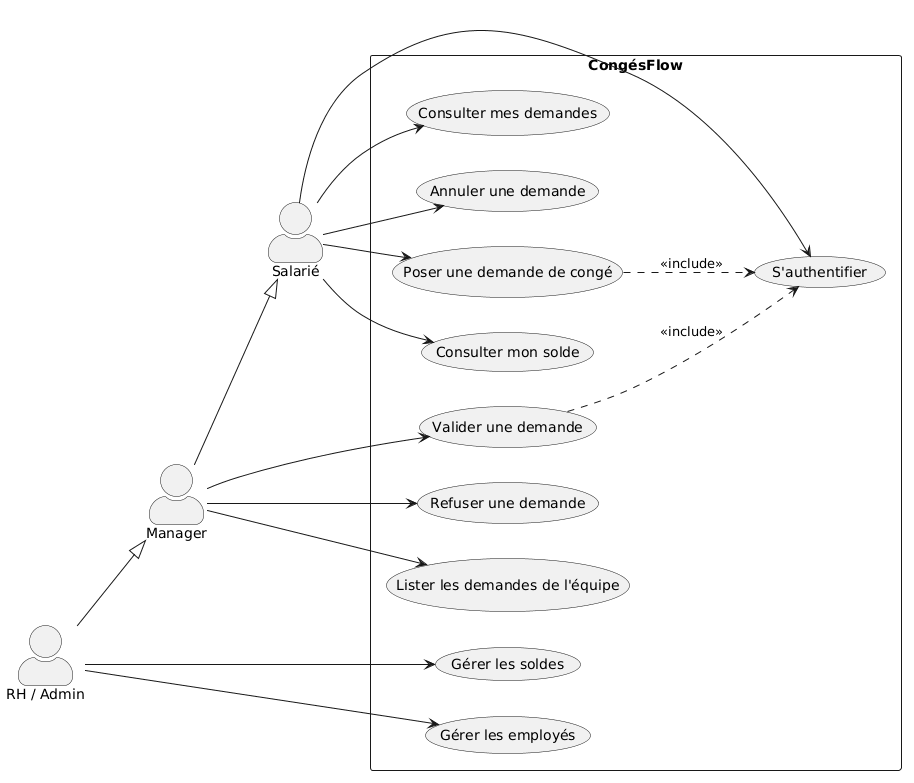 CongésFlow
Consulter mes demandes
Annuler une demande
Salarié
Poser une demande de congé
«include»
S'authentifier
«include»
Consulter mon solde
Valider une demande
Manager
Refuser une demande
Lister les demandes de l'équipe
RH / Admin
Gérer les soldes
Gérer les employés